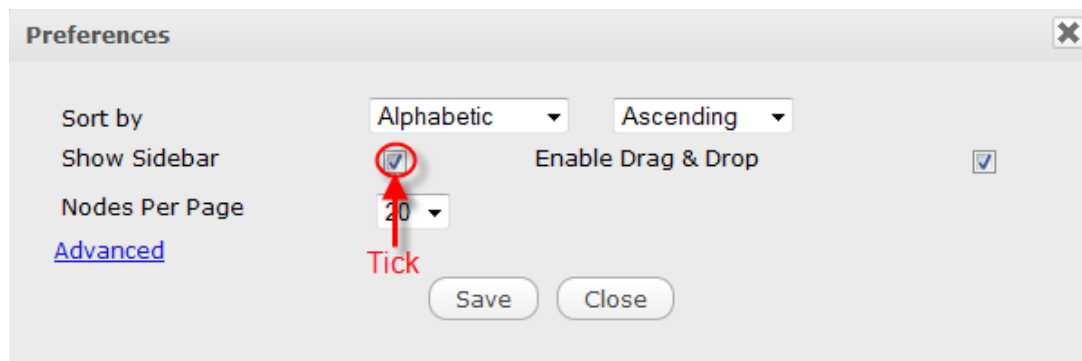 Preferences
Sort by Alphabetic Ascending
Show Sidebar Enable Drag & Drop
Nodes Per Page 20
Advanced
Tick
Save Close